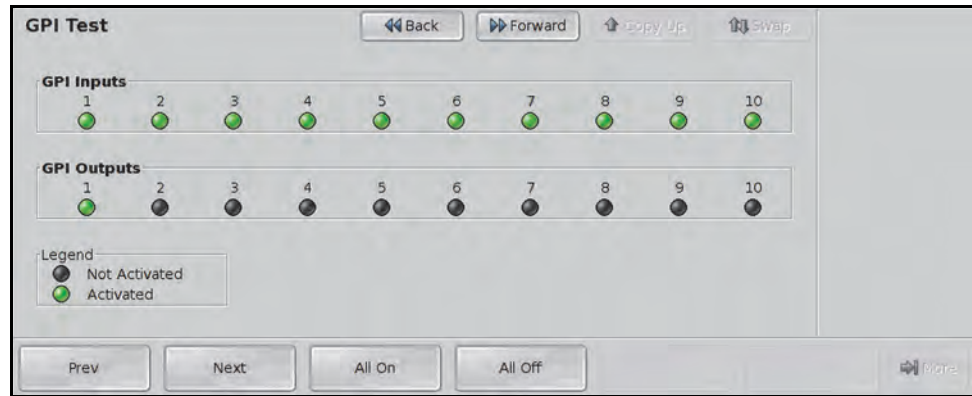 GPI Test
Back
Forward
Copy Up
Swap
GPI Inputs
1 2 3 4 5 6 7 8 9 10
GPI Outputs
1 2 3 4 5 6 7 8 9 10
Legend
Not Activated
Activated
Prev
Next
All On
All Off
More